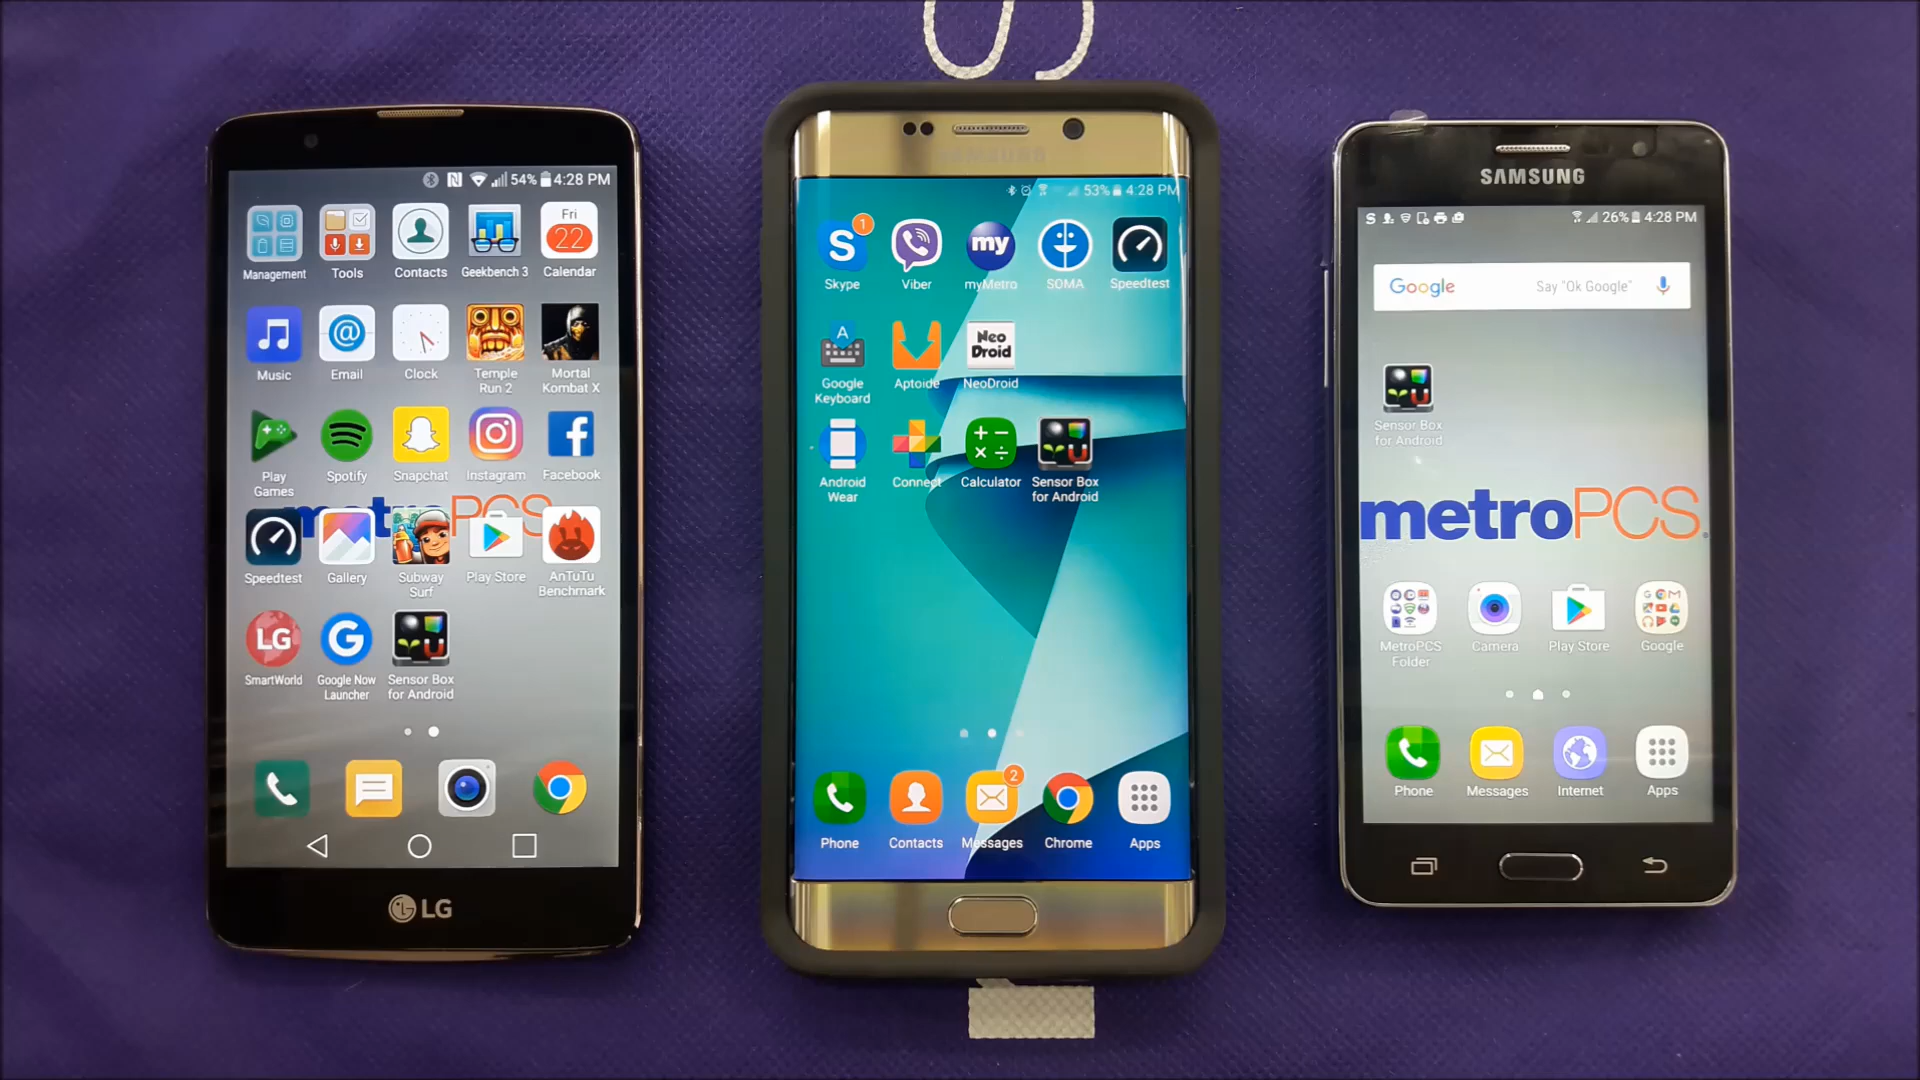 54% 4:28 PM
Fri
22
Management Tools Contacts Geekbench 3 Calendar
Music Email Clock Temple Run 2 Mortal Kombat X
Play Games Spotify Snapchat Instagram Facebook
metroPCS
Speedtest Gallery Subway Surf Play Store AnTuTu Benchmark
LG
SmartWorld Google Now Launcher Sensor Box for Android
LG
SAMSUNG
53% 4:28 PM
1
my
Skype Viber myMetro SOMA Speedtest
A
Neo
Droid
Google Keyboard Aptoide NeoDroid
Android Wear Connect Calculator Sensor Box for Android
2
Phone Contacts Messages Chrome Apps
SAMSUNG
26% 4:28 PM
Google Say "Ok Google"
Sensor Box
for Android
metroPCS.
MetroPCS Folder Camera Play Store Google
Phone Messages Internet Apps